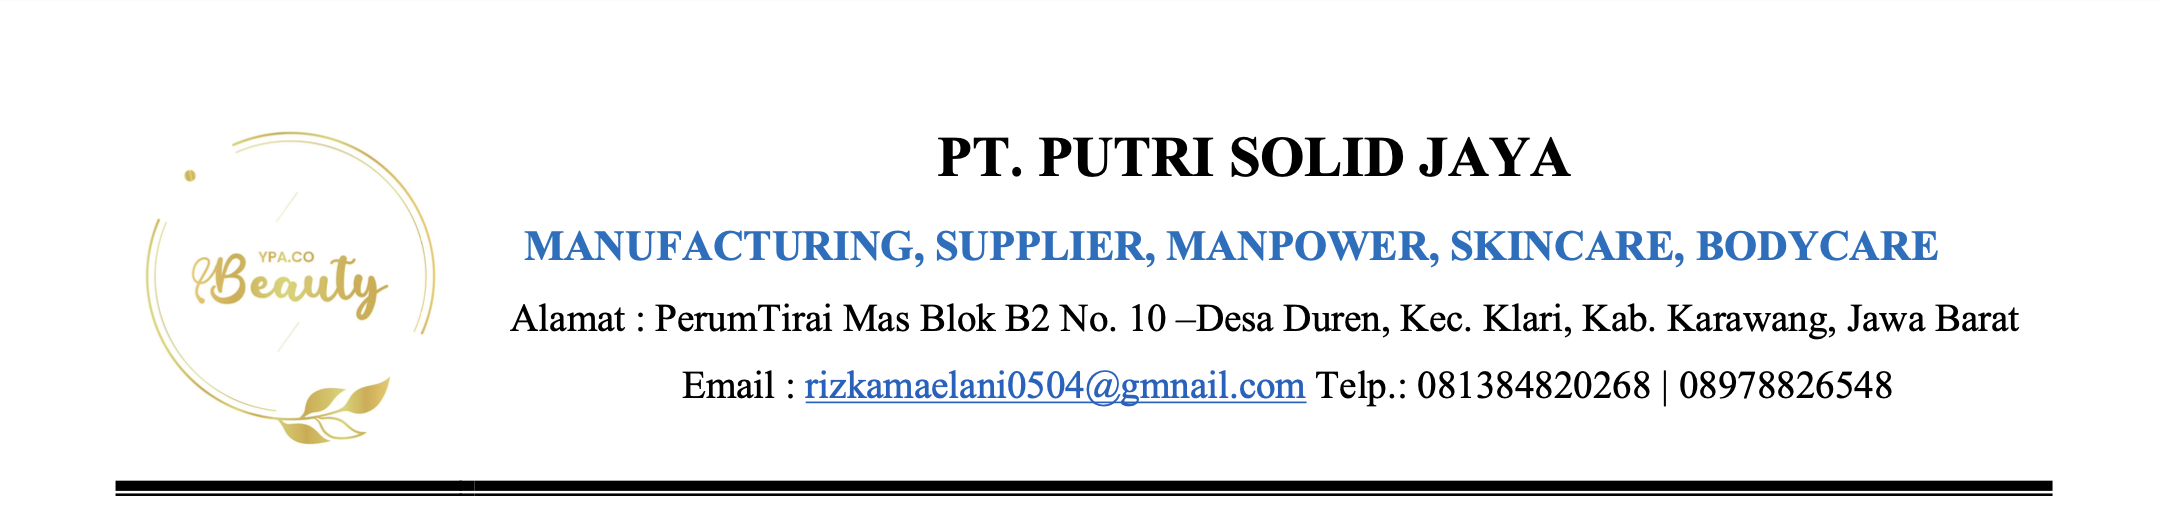 PT. PUTRI SOLID JAYA
YPA.CO
Beauty
MANUFACTURING, SUPPLIER, MANPOWER, SKINCARE, BODYCARE
Alamat : PerumTirai Mas Blok B2 No. 10 –Desa Duren, Kec. Klari, Kab. Karawang, Jawa Barat
Email : rizkamaelani0504@gmnail.com Telp.: 081384820268 | 08978826548